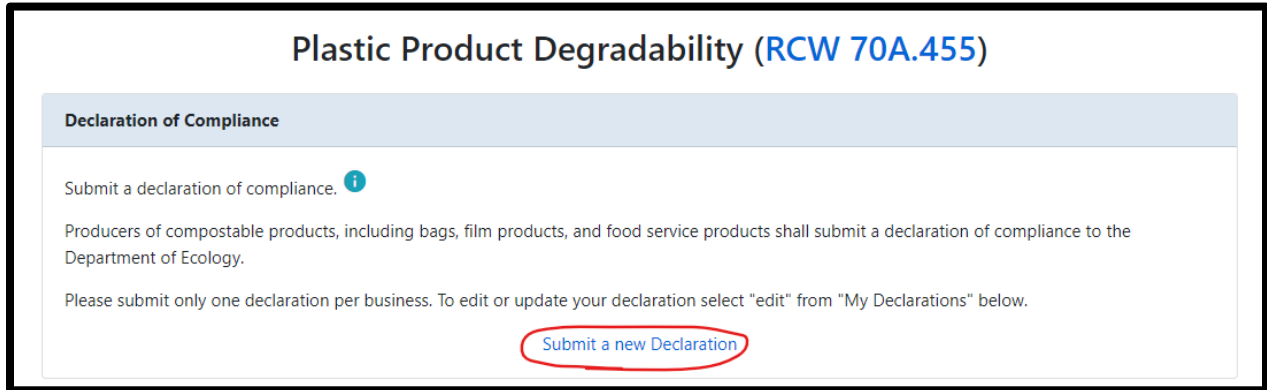 Plastic Product Degradability (RCW 70A.455)
Declaration of Compliance
Submit a declaration of compliance. i
Producers of compostable products, including bags, film products, and food service products shall submit a declaration of compliance to the
Department of Ecology.
Please submit only one declaration per business. To edit or update your declaration select "edit" from "My Declarations" below.
Submit a new Declaration